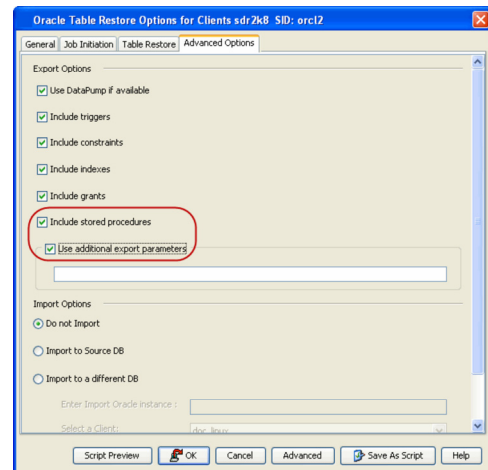 Oracle Table Restore Options for Clients sdr2k8 SID: orcl2
General Job Initiation Table Restore Advanced Options
Export Options
Use DataPump if available
Include triggers
Include constraints
Include indexes
Include grants
Include stored procedures
Use additional export parameters
Import Options
Do not Import
Import to Source DB
Import to a different DB
Enter Import Oracle instance :
Select a Client: doc_linux
Script Preview OK Cancel Advanced Save As Script Help